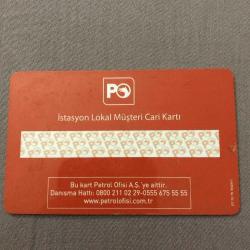 PO
İstasyon Lokal Müşteri Cari Kartı
Bu kart Petrol Ofisi A.Ş.'ye aittir.
Danışma Hattı: 0800 211 02 29-0555 675 55 55
www.petrolofisi.com.tr